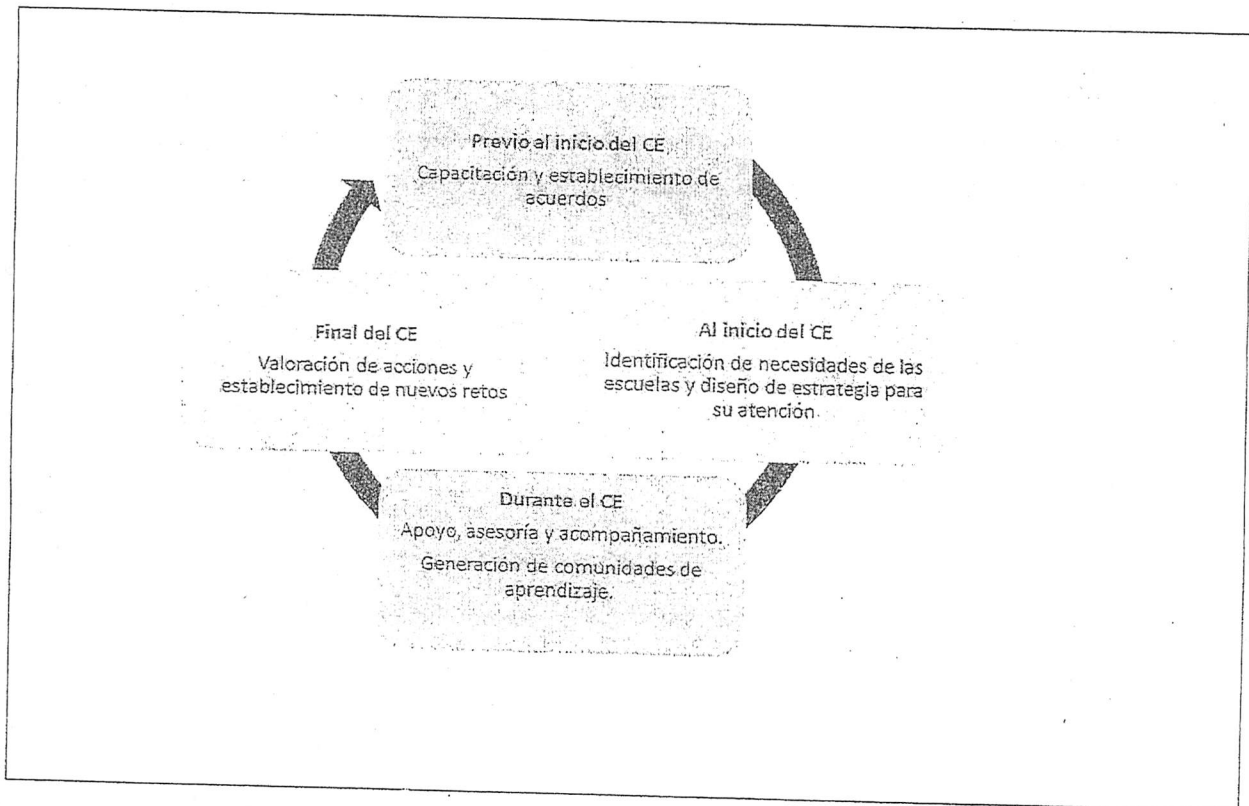 Previo al inicio del CE
Capacitación y establecimiento de
acuerdos
Final del CE
Valoración de acciones y
establecimiento de nuevos retos
Al inicio del CE
Identificación de necesidades de las
escuelas y diseño de estrategia para
su atención
Durante el CE
Apoyo, asesoría y acompañamiento.
Generación de comunidades de
aprendizaje.